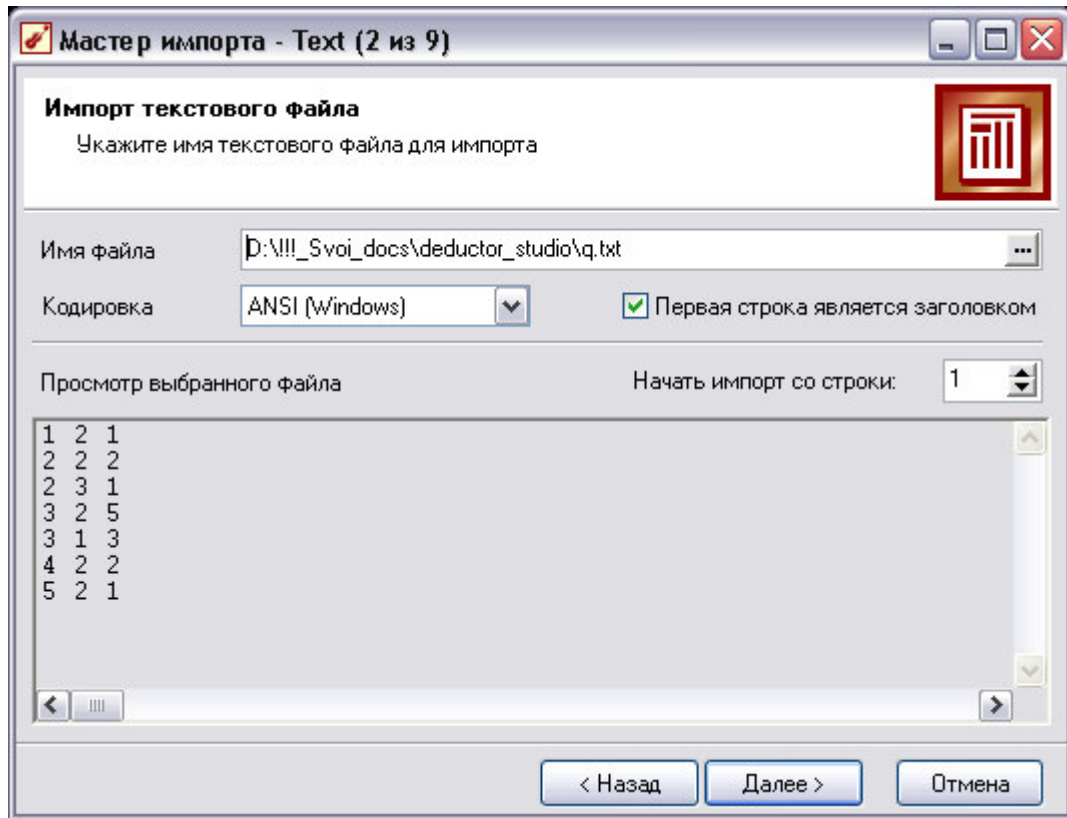 Мастер импорта - Text (2 из 9)
Импорт текстового файла
Укажите имя текстового файла для импорта
Имя файла D:\!!!_Svoj_docs\deductor_studio\q.txt ...
Кодировка ANSI (Windows) Первая строка является заголовком
Просмотр выбранного файла Начать импорт со строки: 1
1 2 1
2 2 2
2 3 1
3 2 5
3 1 3
4 2 2
5 2 1
< Назад Далее > Отмена